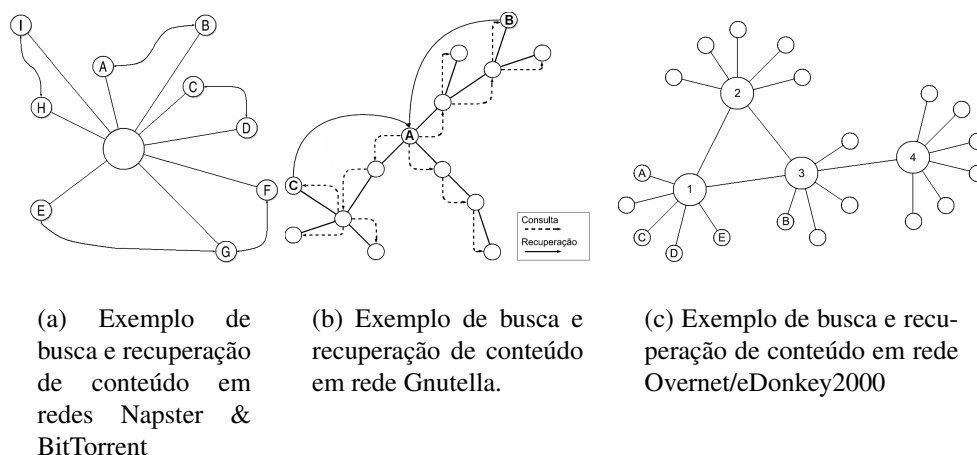 I
B
A
C
H
D
E
F
G
B
A
C
Consulta
Recuperação
2
1
3
4
A
B
C
D
E
(a) Exemplo de
busca e recuperação
de conteúdo em
redes Napster &
BitTorrent
(b) Exemplo de busca e
recuperação de conteúdo
em rede Gnutella.
(c) Exemplo de busca e recu-
peração de conteúdo em rede
Overnet/eDonkey2000